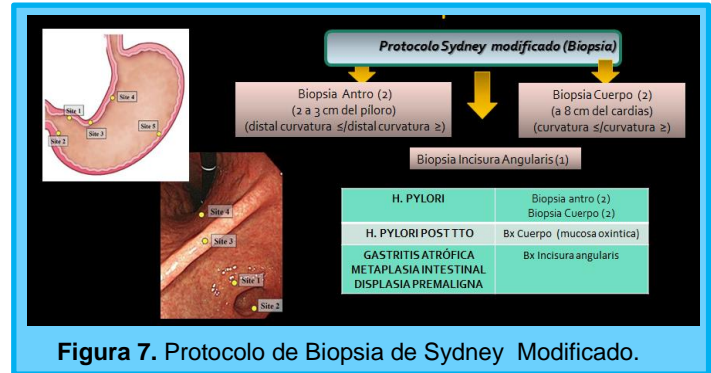 Protocolo Sydney modificado (Biopsia)
Biopsia Antro (2)
(2 a 3 cm del píloro)
(distal curvatura ≤/distal curvatura ≥)
Biopsia Cuerpo (2)
(a 8 cm del cardias)
(curvatura ≤/curvatura ≥)
Biopsia Incisura Angularis (1)
Site 1
Site 2
Site 3
Site 4
Site 5
Site 4
Site 3
Site 1
Site 2
H. PYLORI
Biopsia antro (2)
Biopsia Cuerpo (2)
H. PYLORI POST TTO
Bx Cuerpo (mucosa oxintica)
GASTRITIS ATRÓFICA
METAPLASIA INTESTINAL
DISPLASIA PREMALIGNA
Bx Incisura angularis
Figura 7. Protocolo de Biopsia de Sydney Modificado.